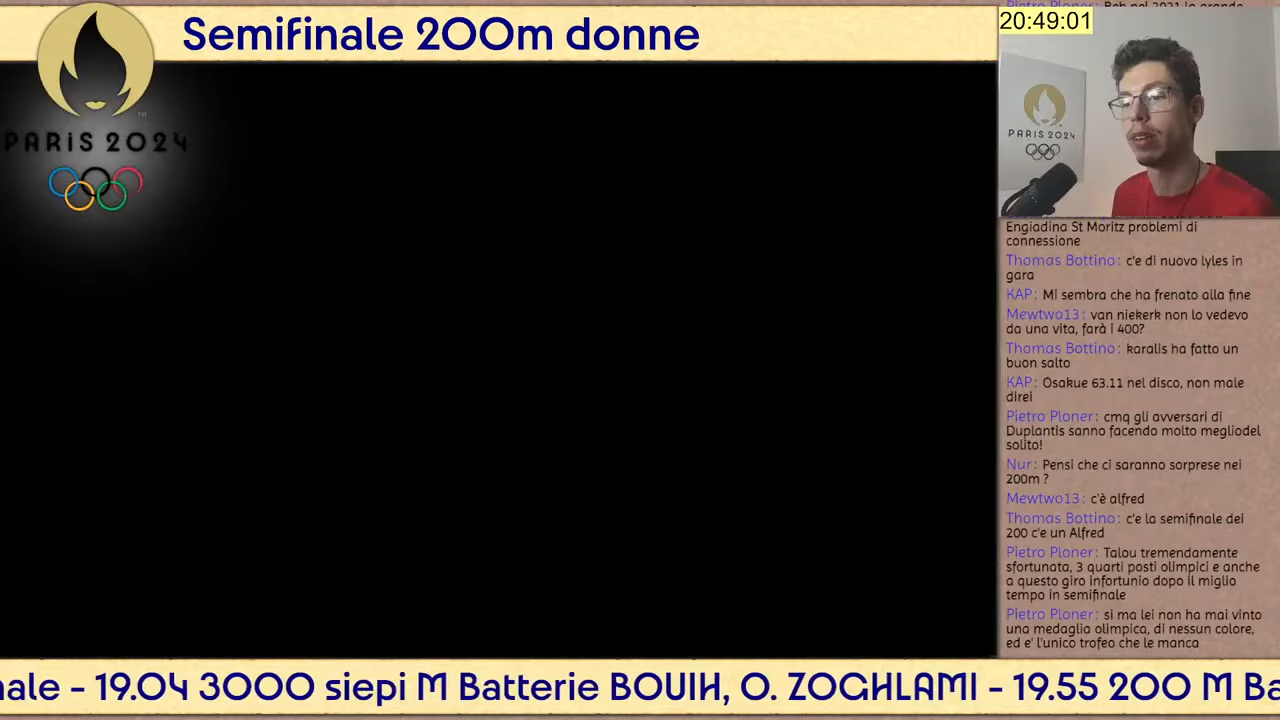 Semifinale 200m donne
PARIS 2024
20:49:01
PARIS 2024
Engiadina St Moritz problemi di
connessione
Thomas Bottino: c'e di nuovo lyles in
gara
KAP: Mi sembra che ha frenato alla fine
Mewtwo13: van niekerk non lo vedevo
da una vita, farà i 400?
Thomas Bottino: karalis ha fatto un
buon salto
KAP: Osakue 63.11 nel disco, non male
direi
Pietro Ploner: cmq gli avversari di
Duplantis sanno facendo molto megliodel
solito!
Nur: Pensi che ci saranno sorprese nei
200m ?
Mewtwo13: c'è alfred
Thomas Bottino: c'e la semifinale dei
200 c'e un Alfred
Pietro Ploner: Talou tremendamente
sfortunata, 3 quarti posti olimpici e anche
a questo giro infortunio dopo il miglio
tempo in semifinale
Pietro Ploner: si ma lei non ha mai vinto
una medaglia olimpica, di nessun colore,
ed e' l'unico trofeo che le manca
nale - 19.04 3000 siepi M Batterie BOUIH, O. ZOGHLAMI - 19.55 200 M Ba